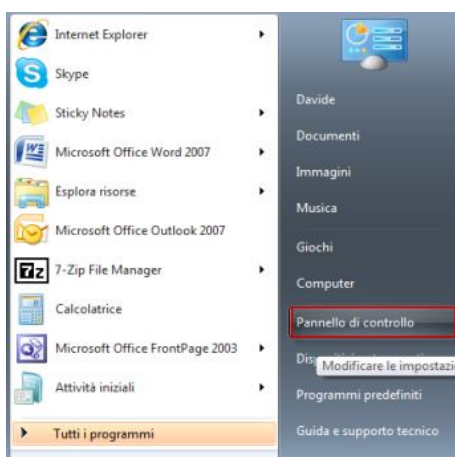 Internet Explorer
Skype
Sticky Notes
Microsoft Office Word 2007
Esplora risorse
Microsoft Office Outlook 2007
7z 7-Zip File Manager
Calcolatrice
Microsoft Office FrontPage 2003
Attività iniziali
Tutti i programmi
Davide
Documenti
Immagini
Musica
Giochi
Computer
Pannello di controllo
Modificare le impostazi
Programmi predefiniti
Guida e supporto tecnico